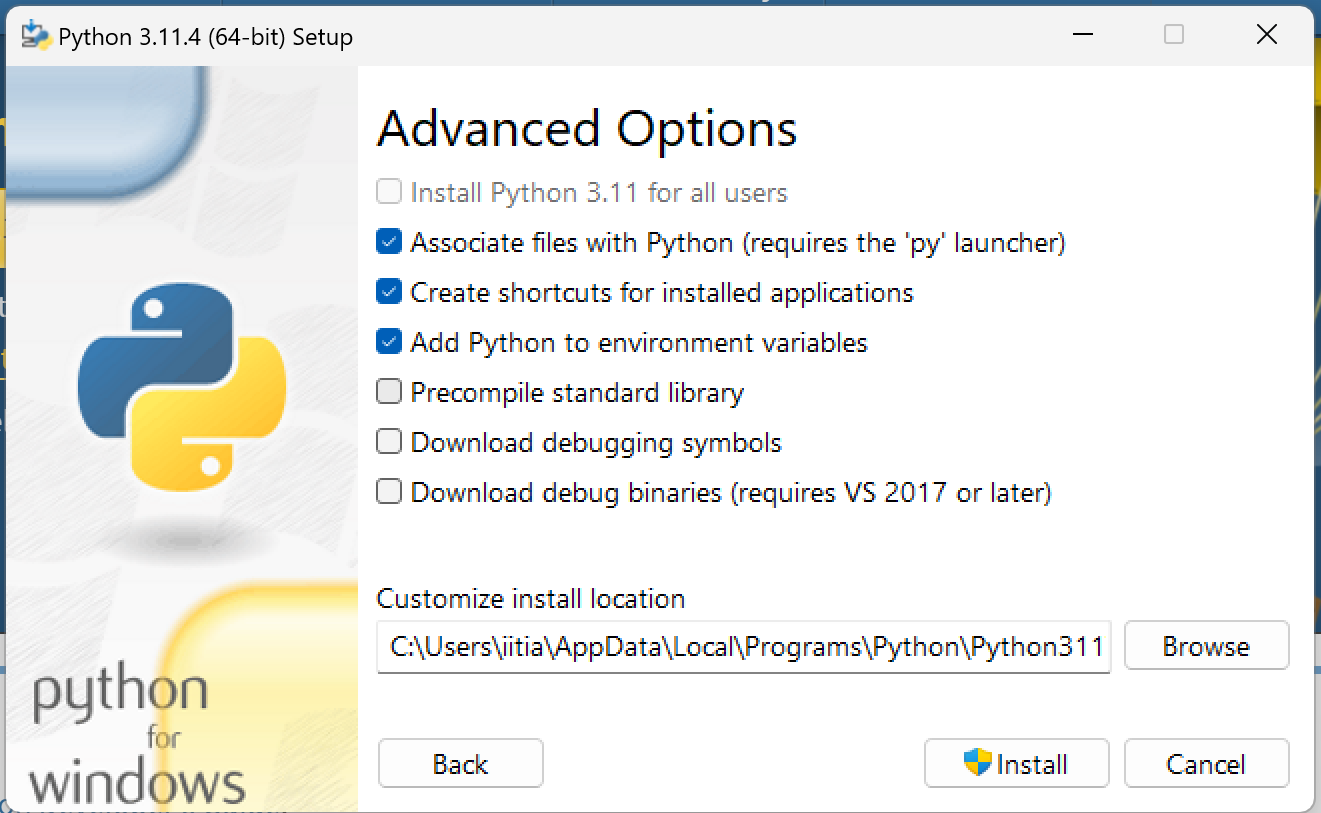 Python 3.11.4 (64-bit) Setup
Advanced Options
Install Python 3.11 for all users
Associate files with Python (requires the 'py' launcher)
Create shortcuts for installed applications
Add Python to environment variables
Precompile standard library
Download debugging symbols
Download debug binaries (requires VS 2017 or later)
Customize install location
C:\Users\iitia\AppData\Local\Programs\Python\Python311
Browse
python
for
windows
Back
Install
Cancel